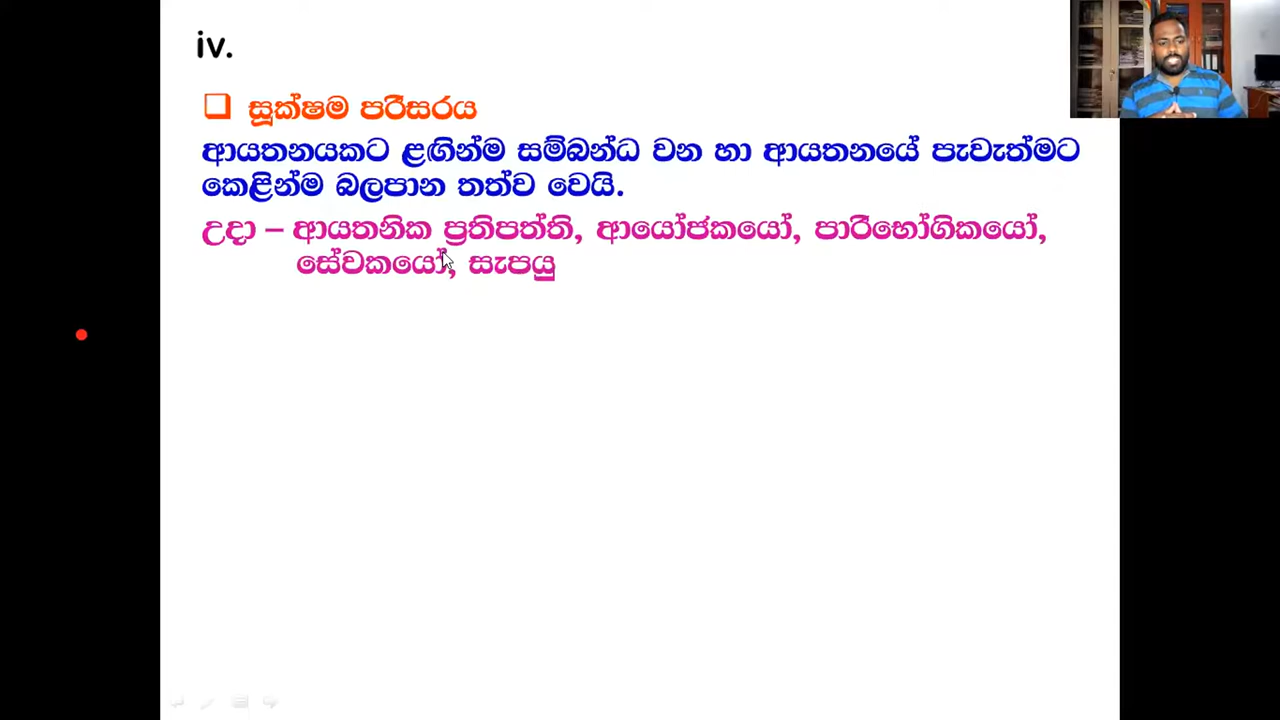 iv.
සූක්ෂම පරිසරය
ආයතනයකට ළඟින්ම සම්බන්ධ වන හා ආයතනයේ පැවැත්මට
කෙළින්ම බලපාන තත්ව වෙයි.
උදා – ආයතනික ප්‍රතිපත්ති, ආයෝජකයෝ, පාරිභෝගිකයෝ,
සේවකයෝ, සැපයු